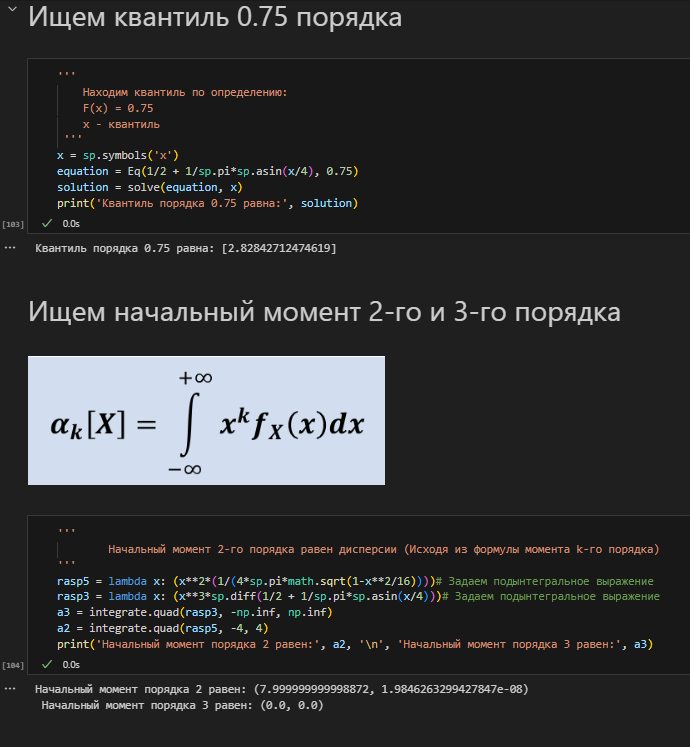 Ищем квантиль 0.75 порядка
'''
Находим квантиль по определению:
F(x) = 0.75
x - квантиль
'''
x = sp.symbols('x')
equation = Eq(1/2 + 1/sp.pi*sp.asin(x/4), 0.75)
solution = solve(equation, x)
print('Квантиль порядка 0.75 равна:', solution)
[103]
0.0s
... Квантиль порядка 0.75 равна: [2.82842712474619]
Ищем начальный момент 2-го и 3-го порядка
+∞
αk[X] = ∫ x^k fX(x)dx
−∞
'''
Начальный момент 2-го порядка равен дисперсии (Исходя из формулы момента k-го порядка)
'''
rasp5 = lambda x: (x**2*(1/(4*sp.pi*math.sqrt(1-x**2/16))))# Задаем подынтегральное выражение
rasp3 = lambda x: (x**3*sp.diff(1/2 + 1/sp.pi*sp.asin(x/4)))# Задаем подынтегральное выражение
a3 = integrate.quad(rasp3, -np.inf, np.inf)
a2 = integrate.quad(rasp5, -4, 4)
print('Начальный момент порядка 2 равен:', a2, '\n', 'Начальный момент порядка 3 равен:', a3)
[104]
0.0s
... Начальный момент порядка 2 равен: (7.999999999998872, 1.9846263299427847e-08)
Начальный момент порядка 3 равен: (0.0, 0.0)